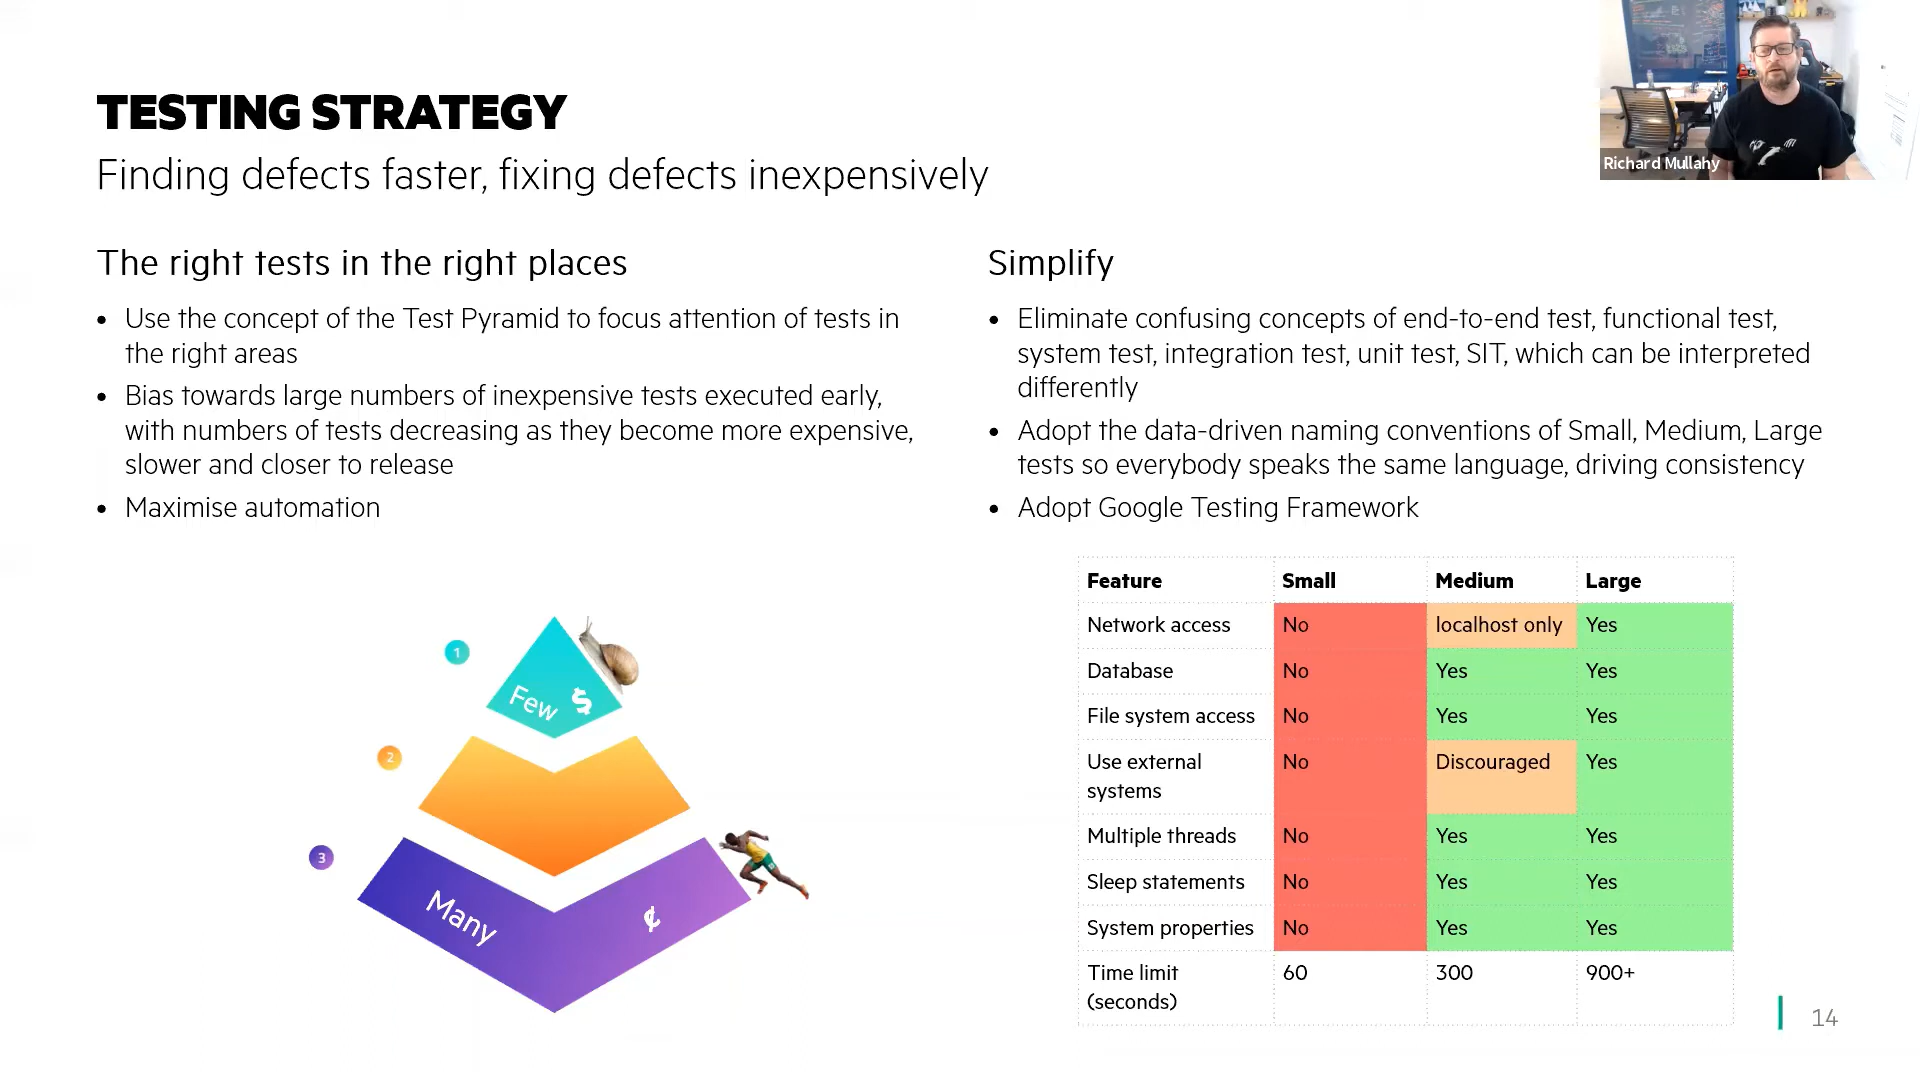 TESTING STRATEGY
Finding defects faster, fixing defects inexpensively
Richard Mullahy
The right tests in the right places
• Use the concept of the Test Pyramid to focus attention of tests in
the right areas
• Bias towards large numbers of inexpensive tests executed early,
with numbers of tests decreasing as they become more expensive,
slower and closer to release
• Maximise automation
1
Few $
2
3
Many ¢
Simplify
• Eliminate confusing concepts of end-to-end test, functional test,
system test, integration test, unit test, SIT, which can be interpreted
differently
• Adopt the data-driven naming conventions of Small, Medium, Large
tests so everybody speaks the same language, driving consistency
• Adopt Google Testing Framework
Feature Small Medium Large
Network access No localhost only Yes
Database No Yes Yes
File system access No Yes Yes
Use external No Discouraged Yes
systems
Multiple threads No Yes Yes
Sleep statements No Yes Yes
System properties No Yes Yes
Time limit 60 300 900+
(seconds)
14